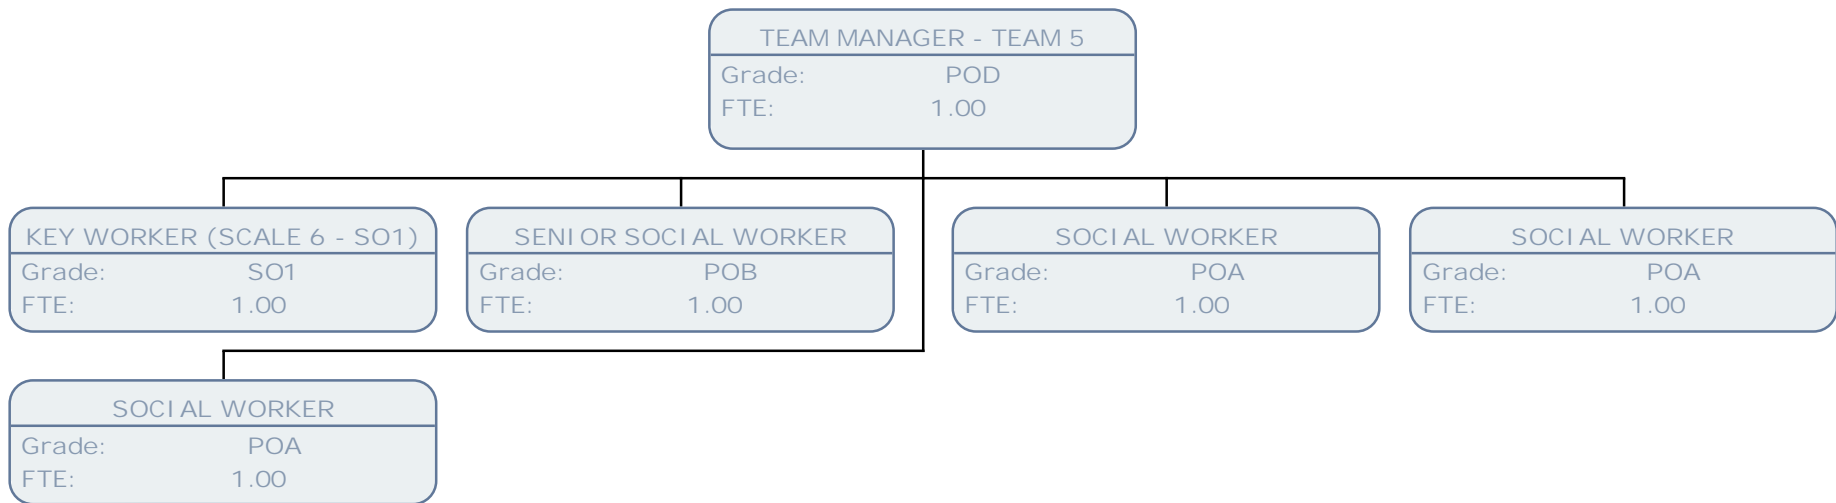 TEAM MANAGER - TEAM 5
Grade: POD
FTE: 1.00
KEY WORKER (SCALE 6 - SO1)
Grade: SO1
FTE: 1.00
SENIOR SOCIAL WORKER
Grade: POB
FTE: 1.00
SOCIAL WORKER
Grade: POA
FTE: 1.00
SOCIAL WORKER
Grade: POA
FTE: 1.00
SOCIAL WORKER
Grade: POA
FTE: 1.00